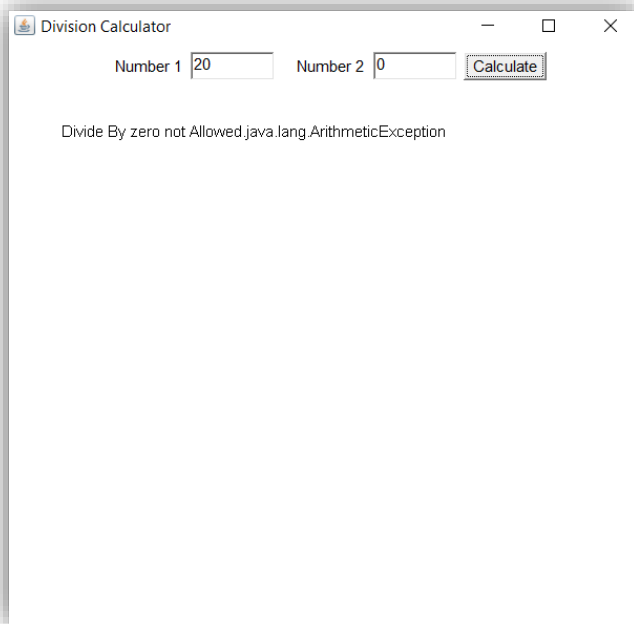 Division Calculator
Number 1 20 Number 2 0 Calculate
Divide By zero not Allowed.java.lang.ArithmeticException